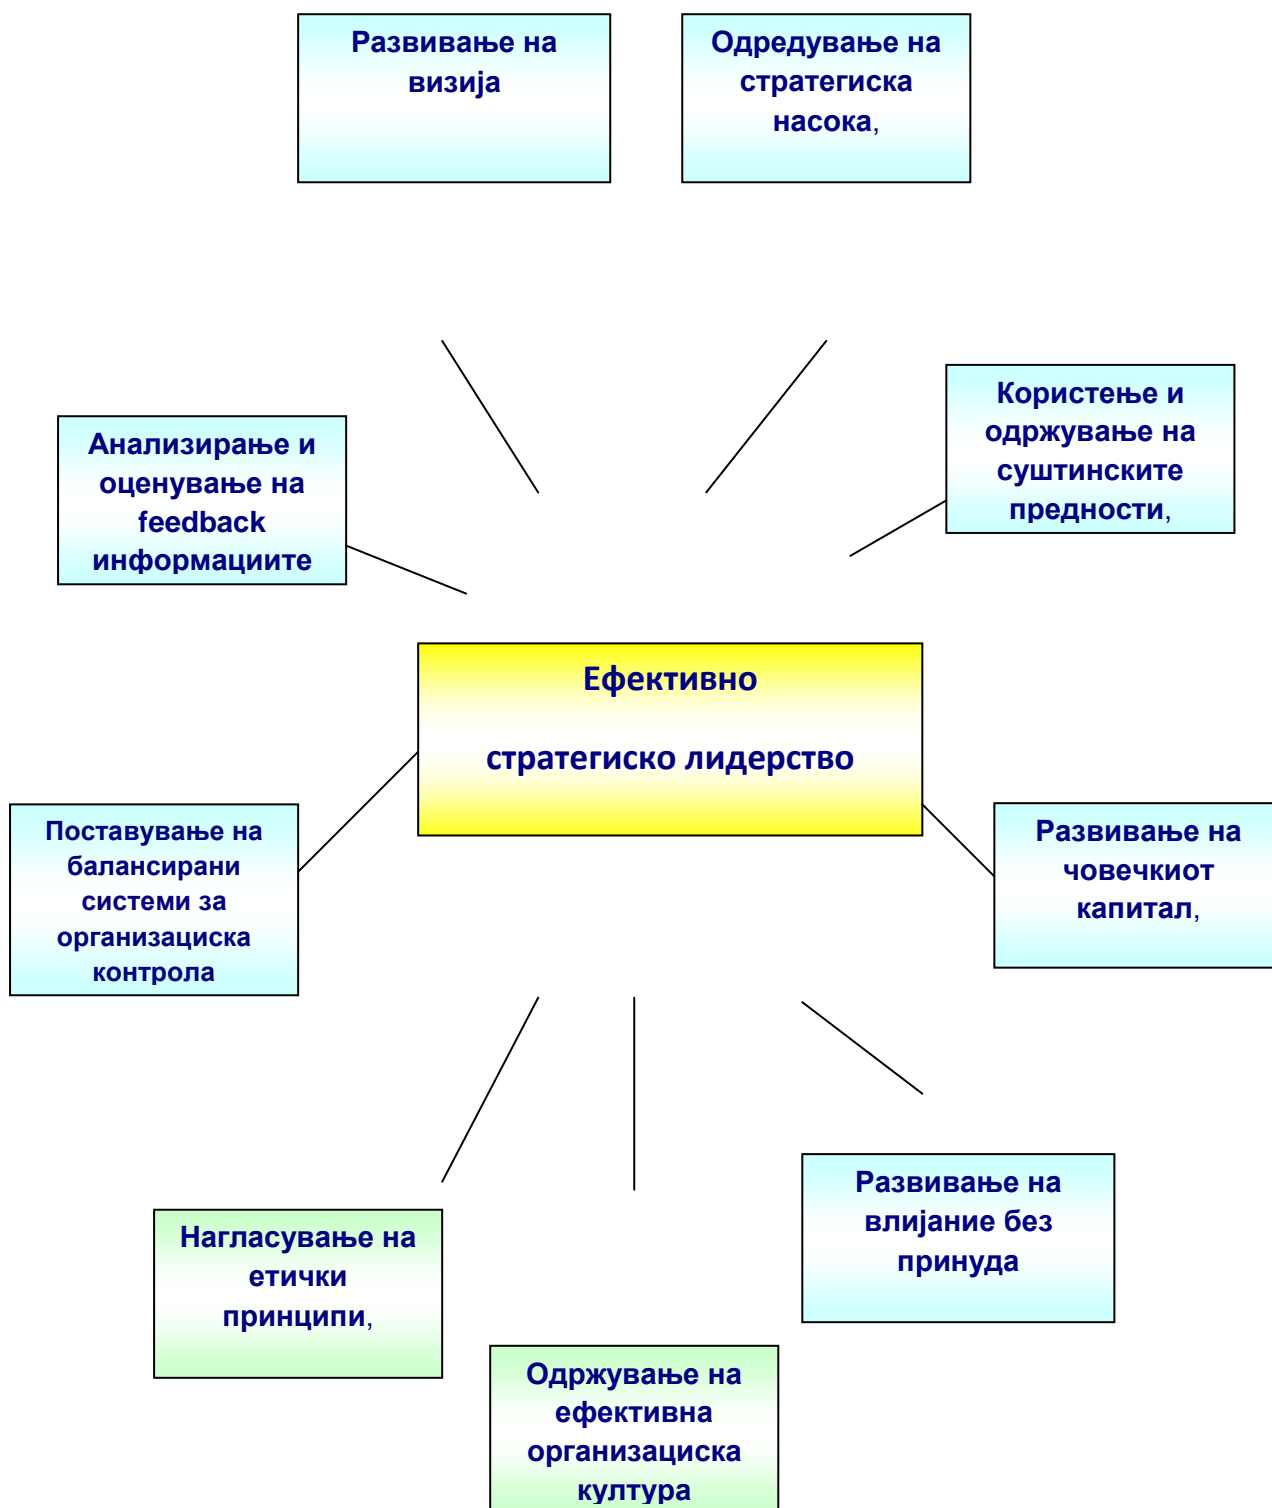 Развивање на
визија
Одредување на
стратегиска
насока,
Анализирање и
оценување на
feedback
информациите
Користење и
одржување на
суштинските
предности,
Ефективно
стратегиско лидерство
Поставување на
балансирани
системи за
организациска
контрола
Развивање на
човечкиот
капитал,
Нагласување на
етички
принципи,
Развивање на
влијание без
принуда
Одржување на
ефективна
организациска
култура